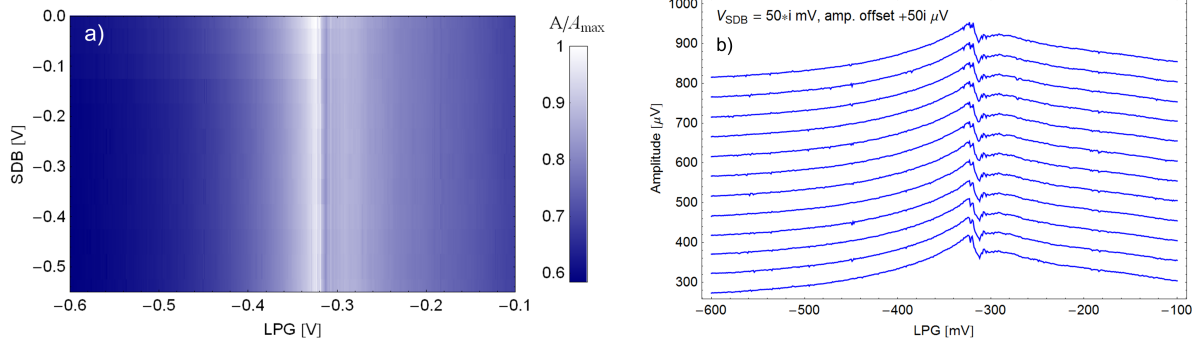 a)
A/A_max
0.0
−0.1
−0.2
−0.3
−0.4
−0.5
SDB [V]
−0.6 −0.5 −0.4 −0.3 −0.2 −0.1
LPG [V]
1
0.9
0.8
0.7
0.6
V_SDB = 50*i mV, amp. offset +50i μV
b)
1000
900
800
700
600
500
400
300
Amplitude [μV]
−600 −500 −400 −300 −200 −100
LPG [mV]